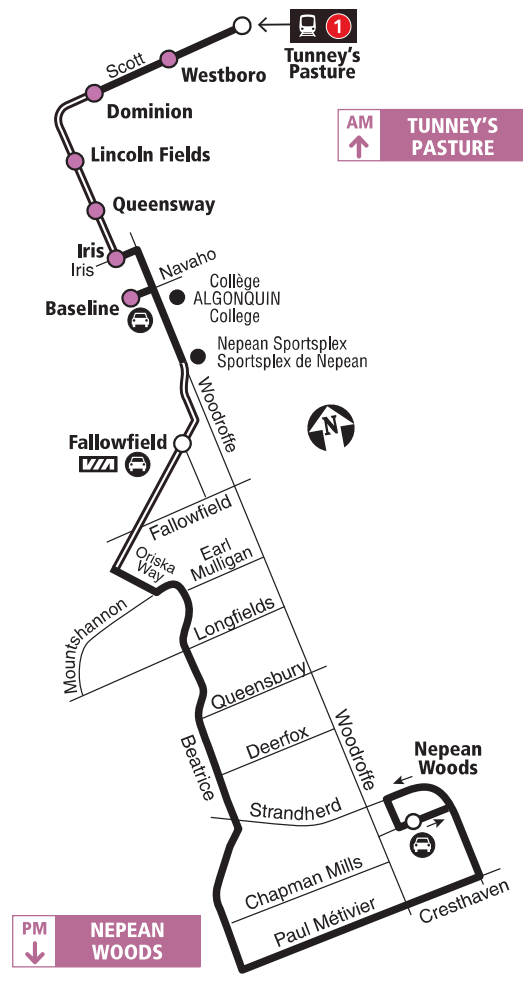 1
Tunney's
Pasture
Scott
Westboro
Dominion
AM
TUNNEY'S
PASTURE
Lincoln Fields
Queensway
Iris
Iris
Navaho
Baseline
Collège
ALGONQUIN
College
Nepean Sportsplex
Sportsplex de Nepean
Woodroffe
N
Fallowfield
VIA
Fallowfield
Oriska
Way
Earl
Mulligan
Mountshannon
Longfields
Queensbury
Beatrice
Deerfox
Woodroffe
Nepean
Woods
Strandherd
Chapman Mills
Paul Métivier
Cresthaven
PM
NEPEAN
WOODS